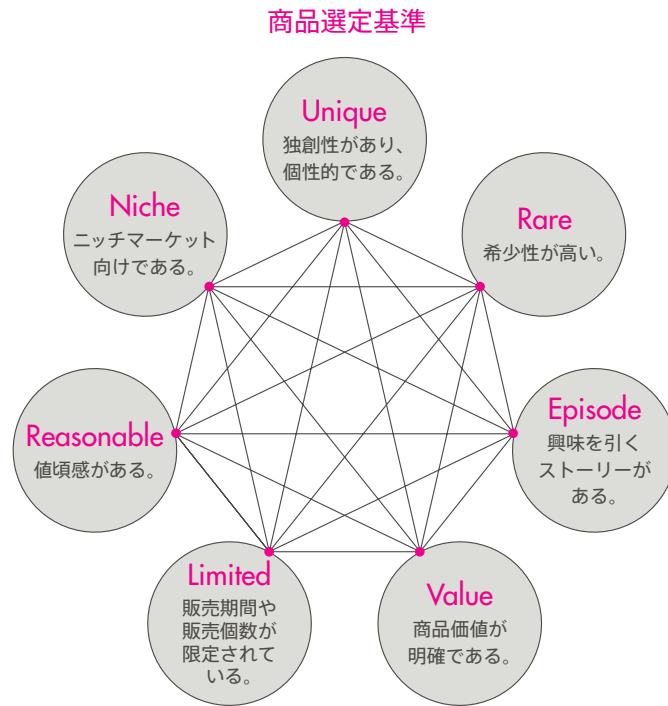 商品選定基準
Unique
独創性があり、
個性的である。
Rare
希少性が高い。
Episode
興味を引く
ストーリーが
ある。
Value
商品価値が
明確である。
Limited
販売期間や
販売個数が
限定されて
いる。
Reasonable
値頃感がある。
Niche
ニッチマーケット
向けである。